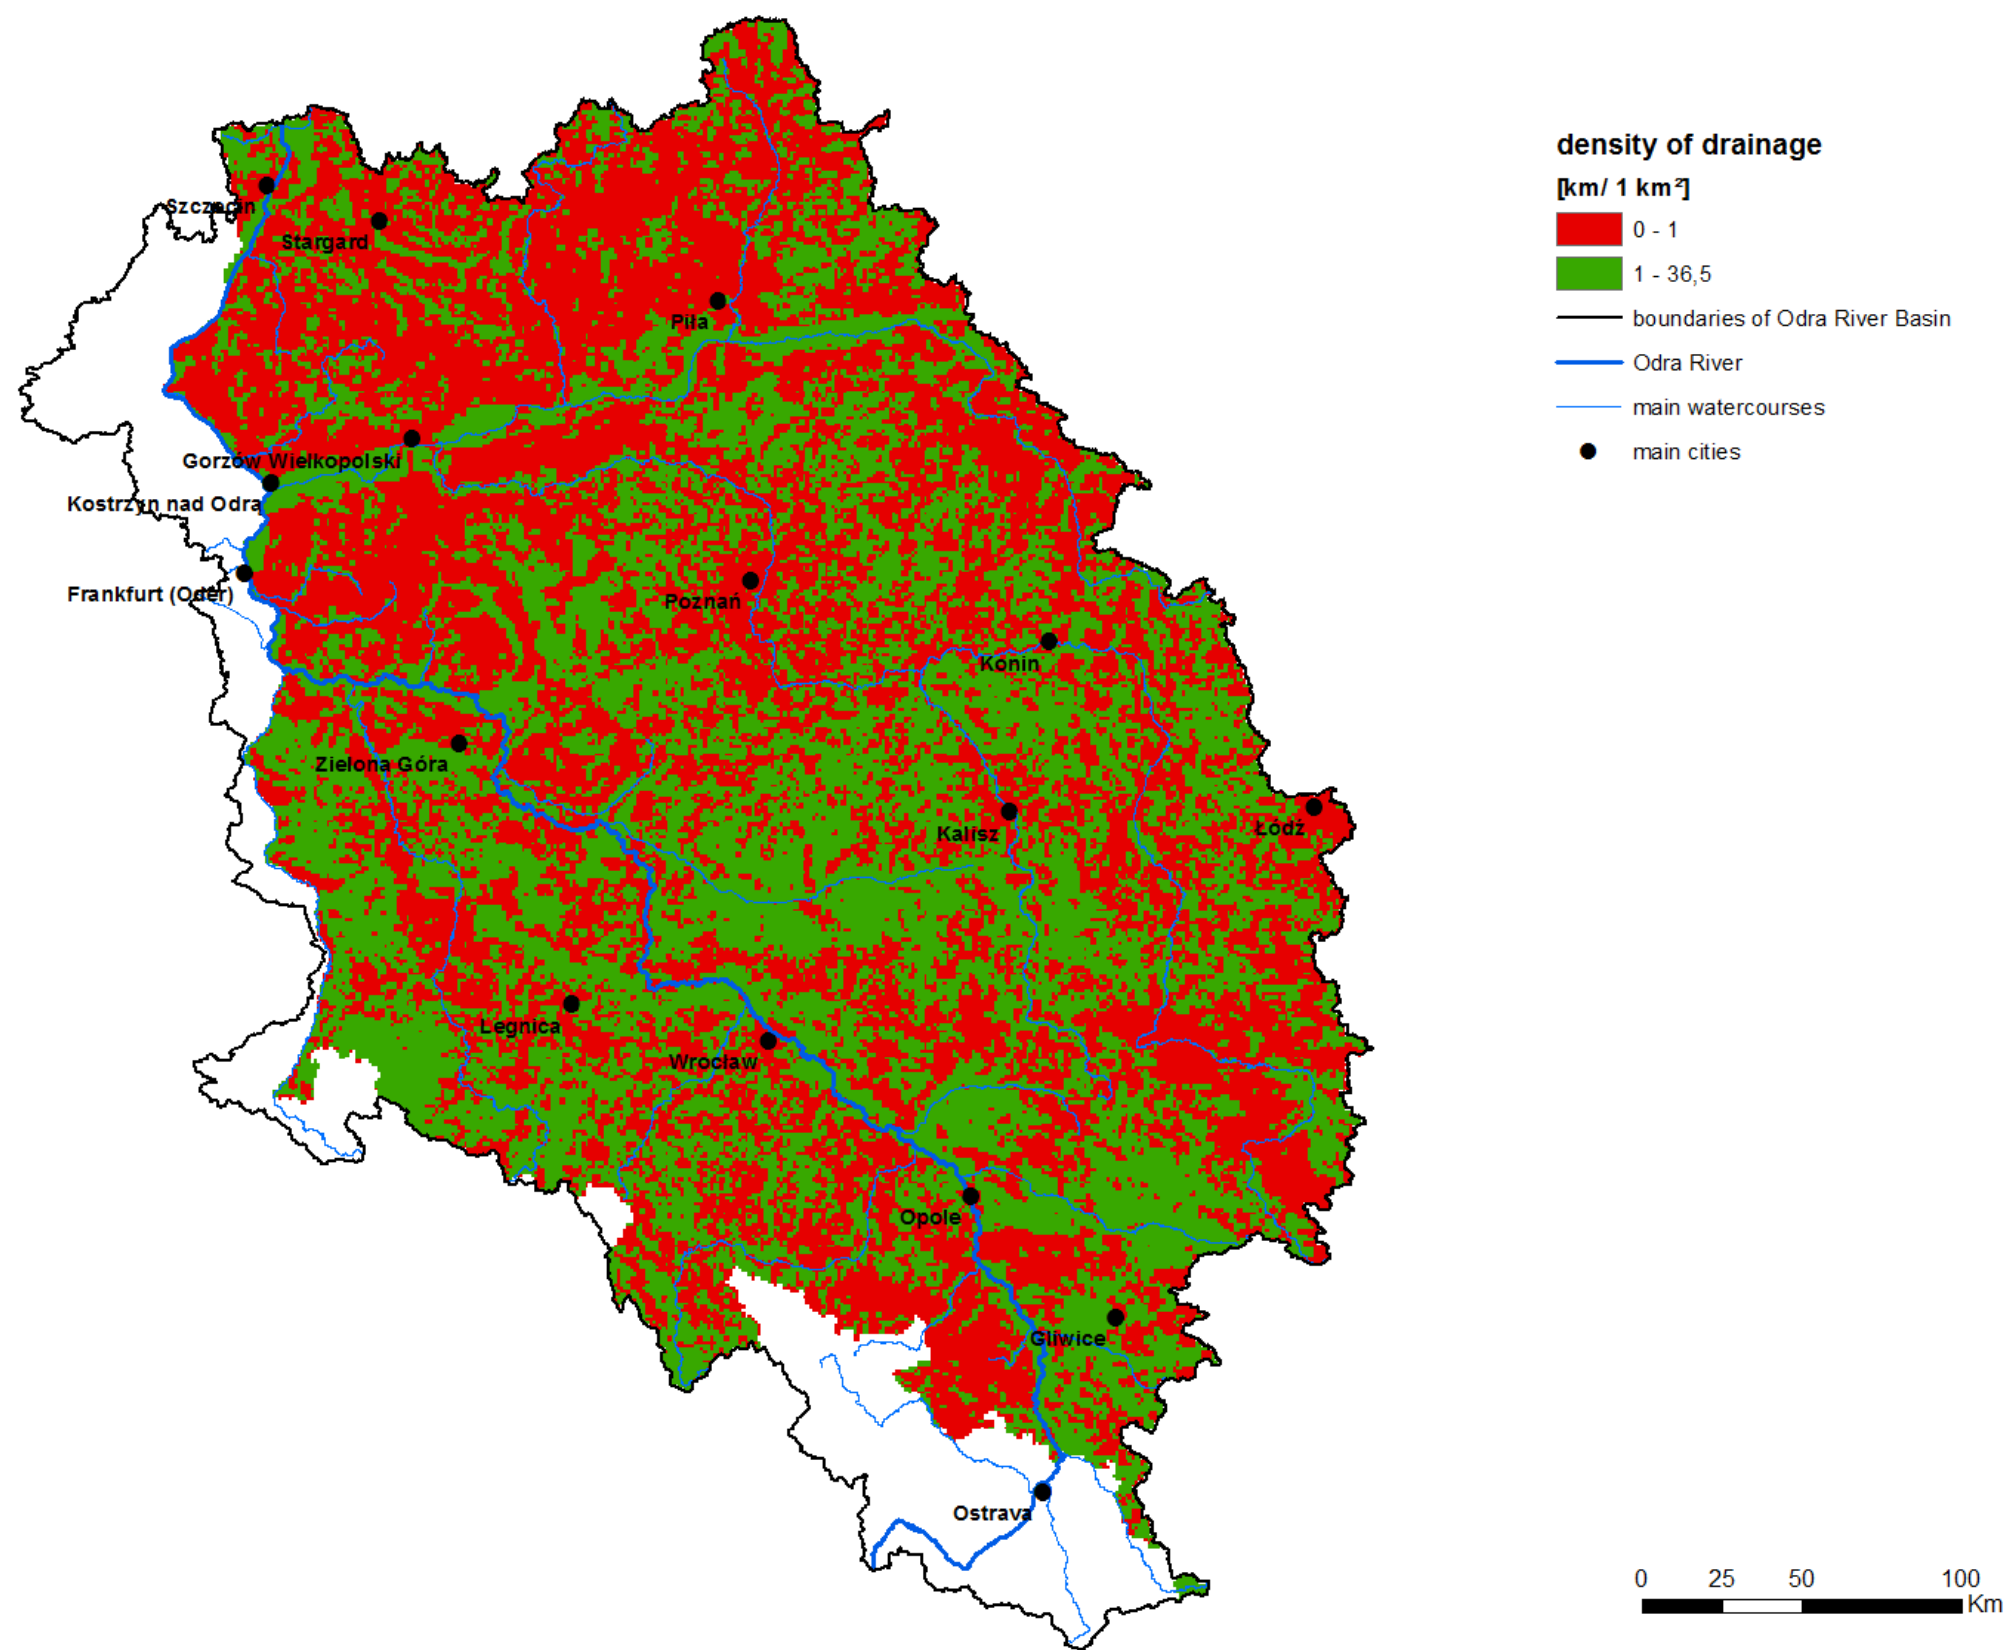 density of drainage
[km/ 1 km²]
0 - 1
1 - 36,5
boundaries of Odra River Basin
Odra River
main watercourses
main cities
Szczecin
Stargard
Piła
Gorzów Wielkopolski
Kostrzyn nad Odrą
Frankfurt (Oder)
Poznań
Konin
Zielona Góra
Kalisz
Łódź
Legnica
Wrocław
Opole
Gliwice
Ostrava
0 25 50 100
Km